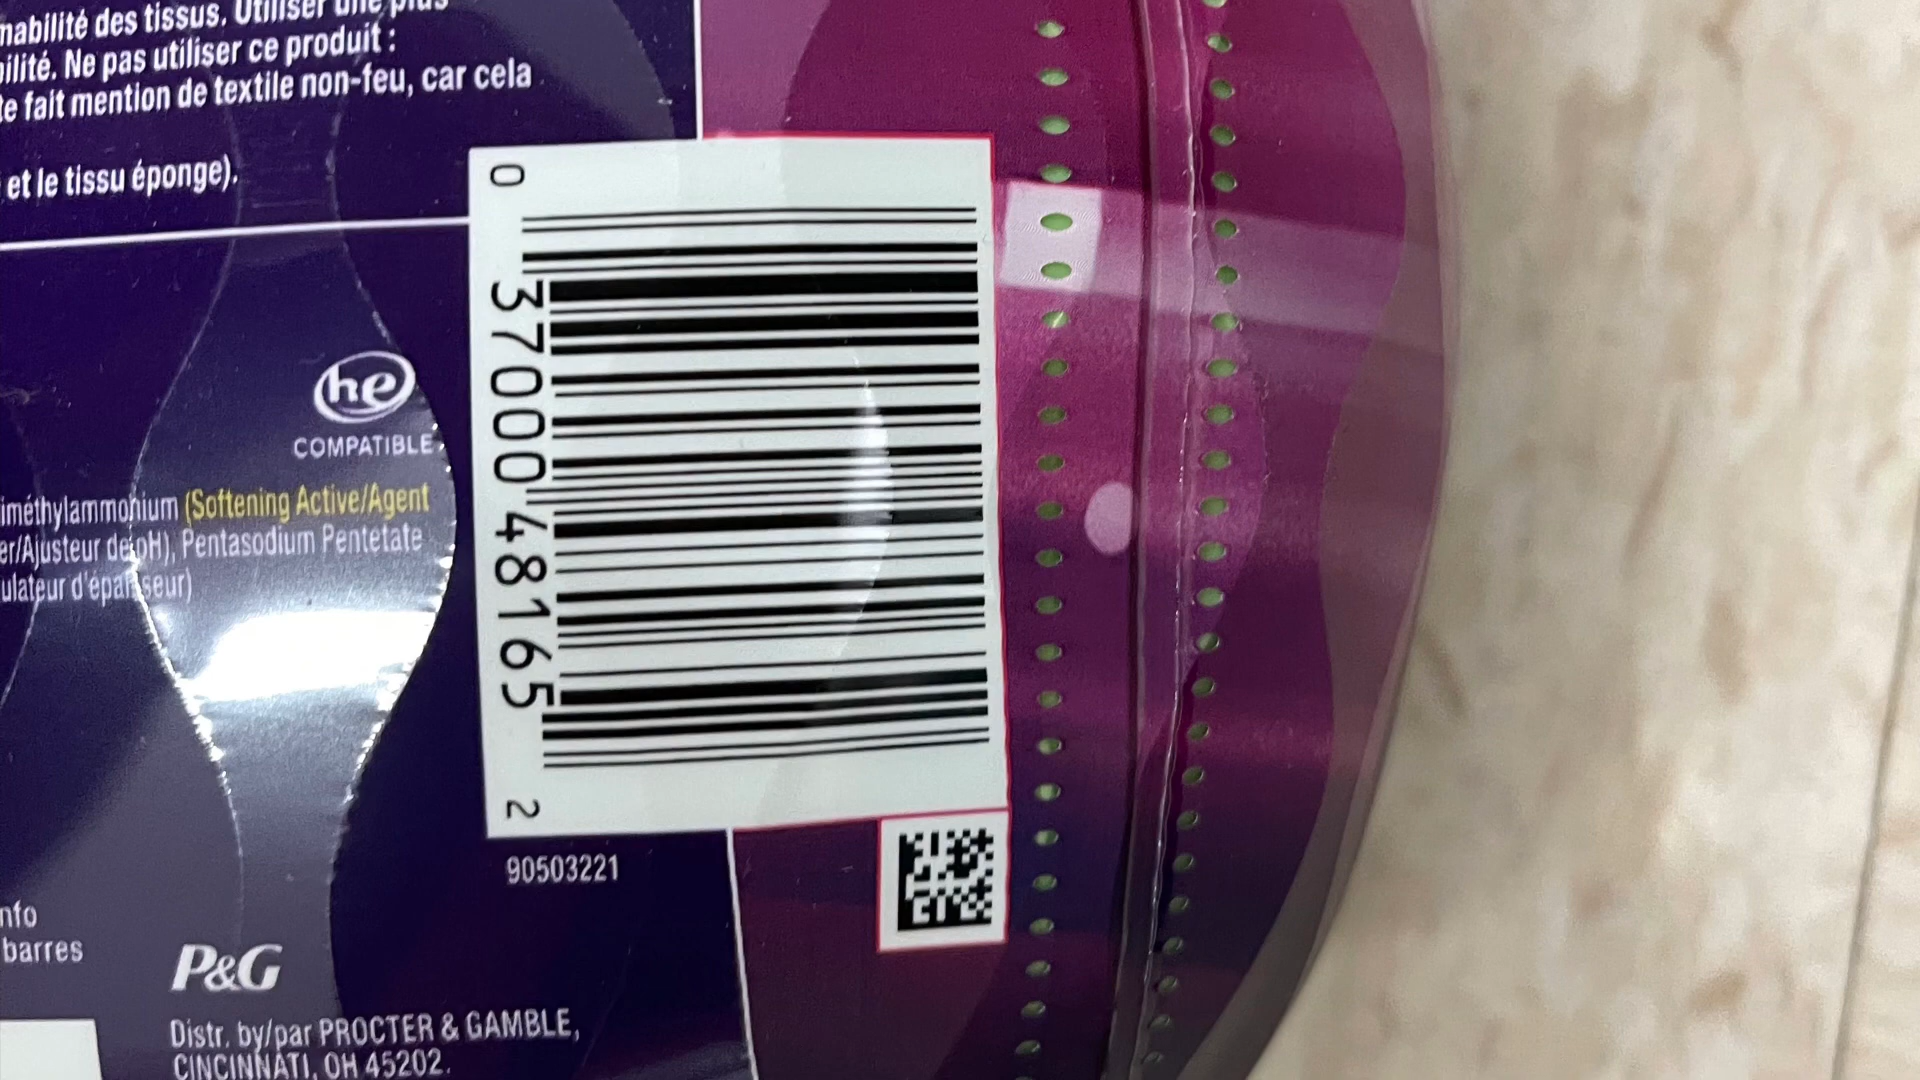 mabilité des tissus. Utiliser une plus
bilité. Ne pas utiliser ce produit :
te fait mention de textile non-feu, car cela
et le tissu éponge).
he
COMPATIBLE
iméthylammonium (Softening Active/Agent
er/Ajusteur de pH), Pentasodium Pentetate
ulateur d'épaisseur)
0 37000 48165 2
90503221
nfo
barres
P&G
Distr. by/par PROCTER & GAMBLE,
CINCINNATI, OH 45202.